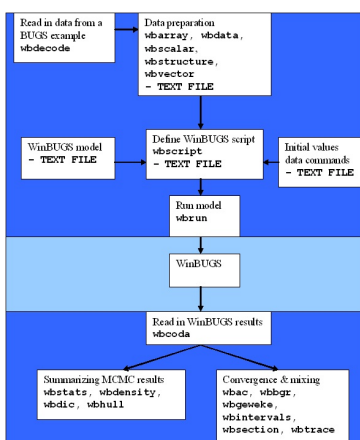 Read in data from a
BUGS example
wbdecode
Data preparation
wbarray, wbdata,
wbscalar,
wbstructure,
wbvector
- TEXT FILE
WinBUGS model
- TEXT FILE
Define WinBUGS script
wbscript
- TEXT FILE
Initial values
data commands
- TEXT FILE
Run model
wbrun
WinBUGS
Read in WinBUGS results
wbcoda
Summarizing MCMC results
wbstats, wbdensity,
wbdic, wbhull
Convergence & mixing
wbac, wbbgr,
wbgeweke,
wbintervals,
wbsection, wbtrace